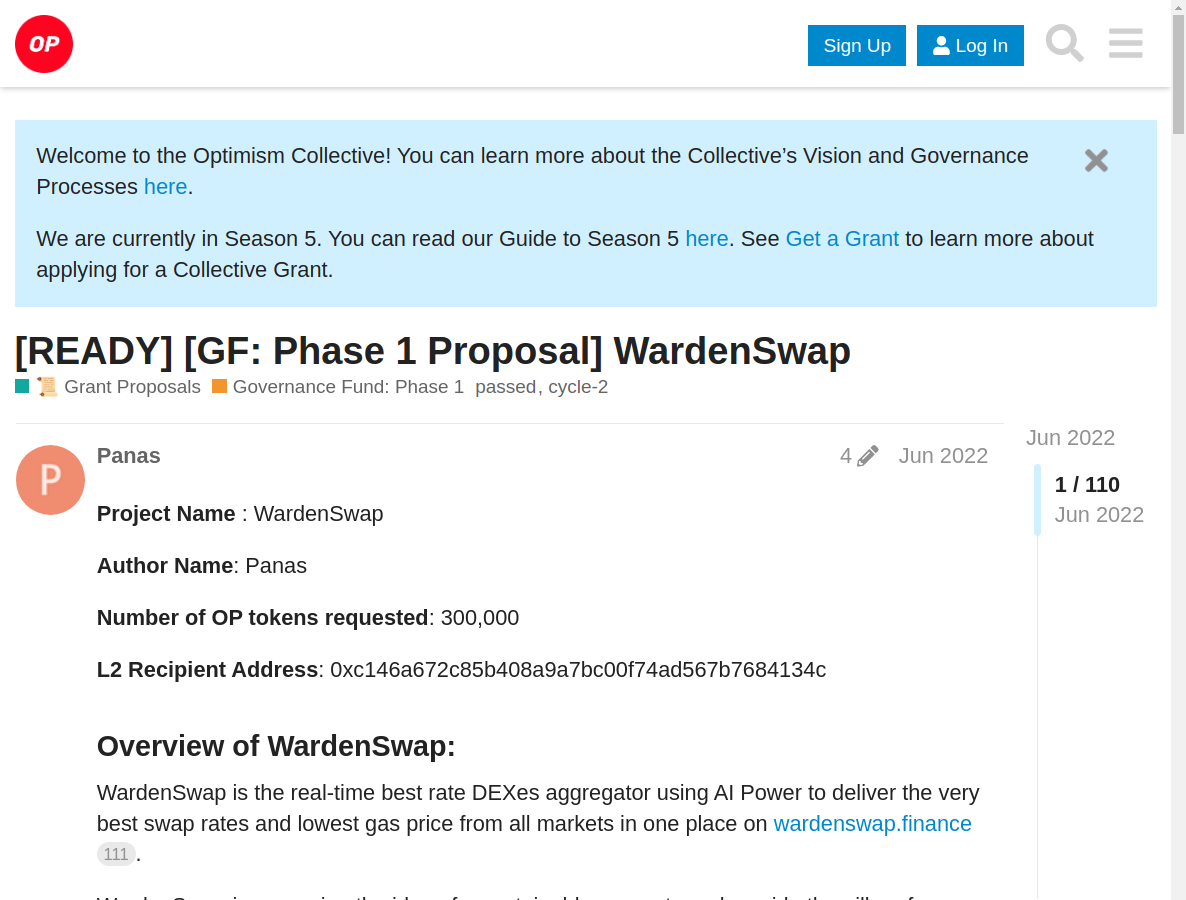 OP
Sign Up
Log In
Welcome to the Optimism Collective! You can learn more about the Collective’s Vision and Governance
Processes here.
We are currently in Season 5. You can read our Guide to Season 5 here. See Get a Grant to learn more about
applying for a Collective Grant.
[READY] [GF: Phase 1 Proposal] WardenSwap
Grant Proposals Governance Fund: Phase 1 passed, cycle-2
P
Panas
4
Jun 2022
Project Name : WardenSwap
Author Name: Panas
Number of OP tokens requested: 300,000
L2 Recipient Address: 0xc146a672c85b408a9a7bc00f74ad567b7684134c
Overview of WardenSwap:
WardenSwap is the real-time best rate DEXes aggregator using AI Power to deliver the very
best swap rates and lowest gas price from all markets in one place on wardenswap.finance
111.
Jun 2022
1 / 110
Jun 2022